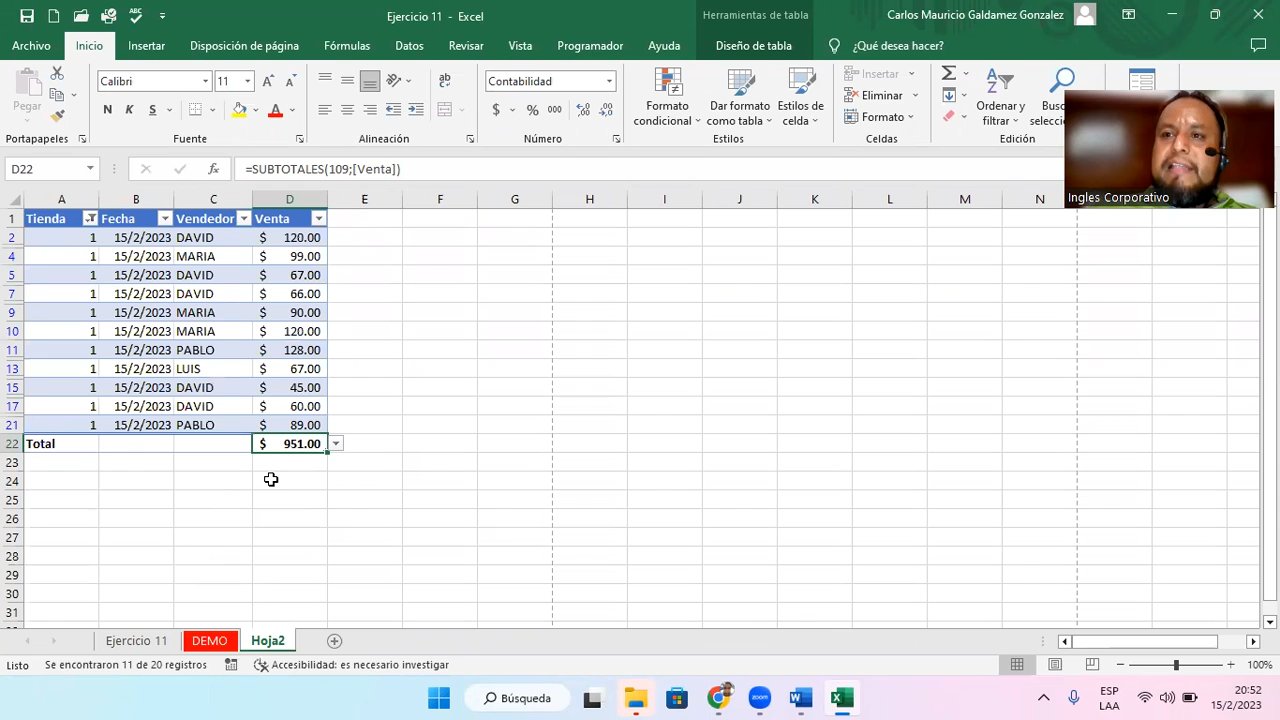 Ejercicio 11 - Excel
Herramientas de tabla
Carlos Mauricio Galdamez Gonzalez
Archivo Inicio Insertar Disposición de página Fórmulas Datos Revisar Vista Programador Ayuda Diseño de tabla ¿Qué desea hacer?
Pegar
Calibri 11
N K S
ab
Contabilidad
$ % 000
Formato condicional
Dar formato como tabla
Estilos de celda
Insertar
Eliminar
Formato
Ordenar y filtrar
Portapapeles Fuente Alineación Número Estilos Celdas Edición
Ingles Corporativo
D22 fx =SUBTOTALES(109;[Venta])
A B C D E F G H I J K L M N
1 Tienda Fecha Vendedor Venta
2 1 15/2/2023 DAVID $ 120.00
4 1 15/2/2023 MARIA $ 99.00
5 1 15/2/2023 DAVID $ 67.00
7 1 15/2/2023 DAVID $ 66.00
9 1 15/2/2023 MARIA $ 90.00
10 1 15/2/2023 MARIA $ 120.00
11 1 15/2/2023 PABLO $ 128.00
13 1 15/2/2023 LUIS $ 67.00
15 1 15/2/2023 DAVID $ 45.00
17 1 15/2/2023 DAVID $ 60.00
21 1 15/2/2023 PABLO $ 89.00
22 Total $ 951.00
23
24
25
26
27
28
29
30
31
Ejercicio 11 DEMO Hoja2
Listo Se encontraron 11 de 20 registros Accesibilidad: es necesario investigar 100%
Búsqueda
zoom
ESP
LAA
20:52
15/2/2023